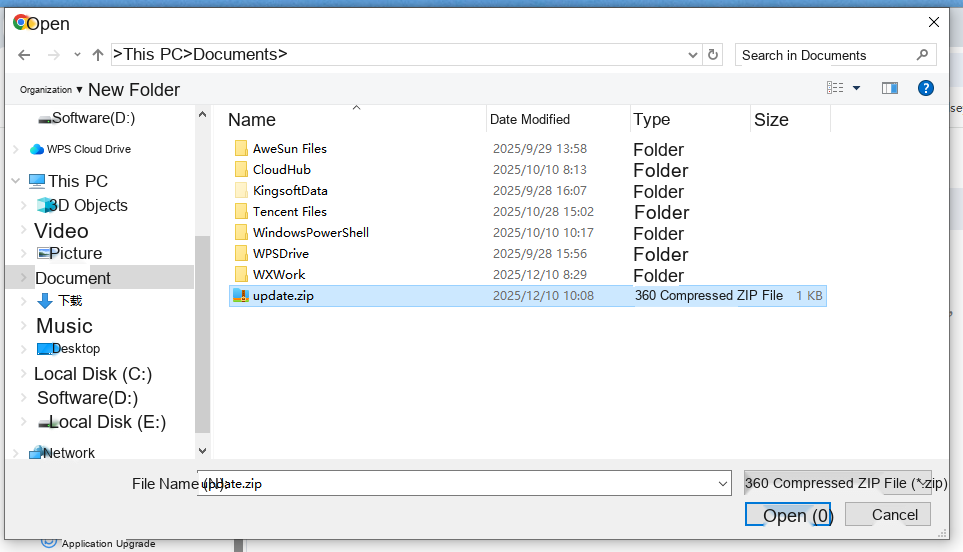 Open
>This PC>Documents>
Search in Documents
Organization
New Folder
Name
Date Modified
Type
Size
Software(D:)
WPS Cloud Drive
This PC
3D Objects
Video
Picture
Document
下载
Music
Desktop
Local Disk (C:)
Software(D:)
Local Disk (E:)
Network
AweSun Files 2025/9/29 13:58 Folder
CloudHub 2025/10/10 8:13 Folder
KingsoftData 2025/9/28 16:07 Folder
Tencent Files 2025/10/28 15:02 Folder
WindowsPowerShell 2025/10/10 10:17 Folder
WPSDrive 2025/9/28 15:56 Folder
WXWork 2025/12/10 8:29 Folder
update.zip 2025/12/10 10:08 360 Compressed ZIP File 1 KB
File Name (N):
update.zip
360 Compressed ZIP File (*.zip)
Open (0)
Cancel
Application Upgrade